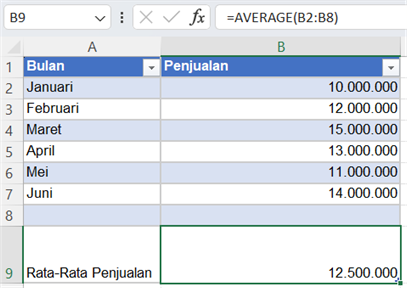 B9 fx =AVERAGE(B2:B8)
A B
1 Bulan Penjualan
2 Januari 10.000.000
3 Februari 12.000.000
4 Maret 15.000.000
5 April 13.000.000
6 Mei 11.000.000
7 Juni 14.000.000
8
9 Rata-Rata Penjualan 12.500.000